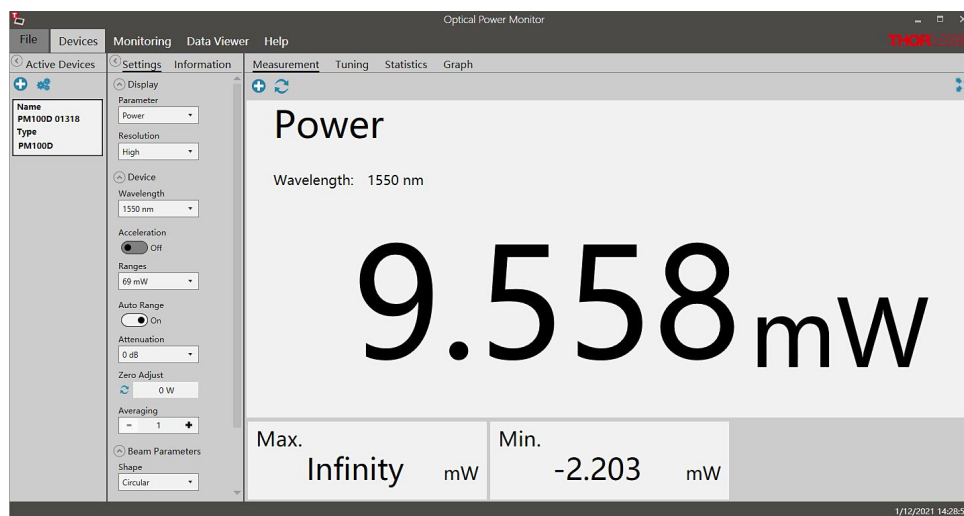 Optical Power Monitor
File Devices Monitoring Data Viewer Help
THORLABS
Active Devices
Name
PM100D 01318
Type
PM100D
Settings Information
Display
Parameter
Power
Resolution
High
Device
Wavelength
1550 nm
Acceleration
Off
Ranges
69 mW
Auto Range
On
Attenuation
0 dB
Zero Adjust
0 W
Averaging
- 1 +
Beam Parameters
Shape
Circular
Measurement Tuning Statistics Graph
Power
Wavelength: 1550 nm
9.558 mW
Max.
Infinity mW
Min.
-2.203 mW
1/12/2021